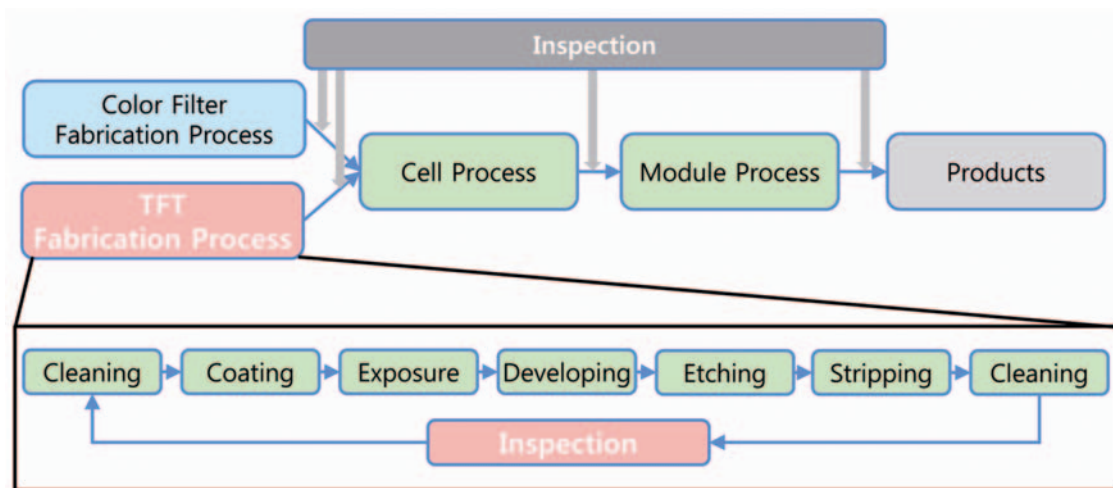 Inspection
Color Filter
Fabrication Process
Cell Process
Module Process
Products
TFT
Fabrication Process
Cleaning
Coating
Exposure
Developing
Etching
Stripping
Cleaning
Inspection